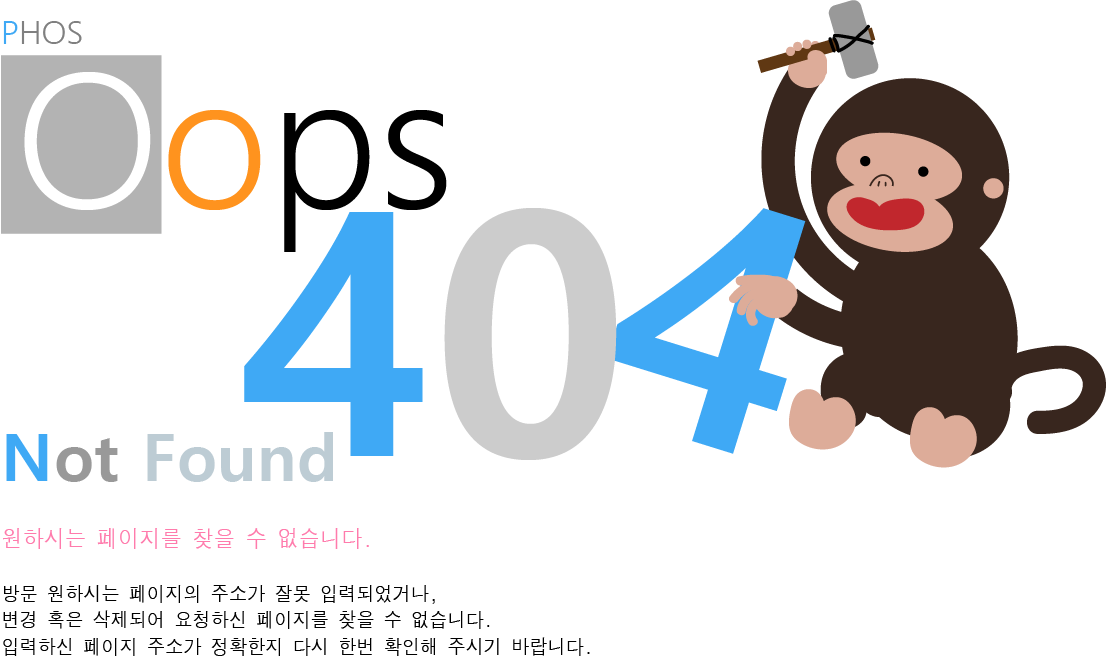 PHOS
Oops
404
Not Found
원하시는 페이지를 찾을 수 없습니다.
방문 원하시는 페이지의 주소가 잘못 입력되었거나,
변경 혹은 삭제되어 요청하신 페이지를 찾을 수 없습니다.
입력하신 페이지 주소가 정확한지 다시 한번 확인해 주시기 바랍니다.